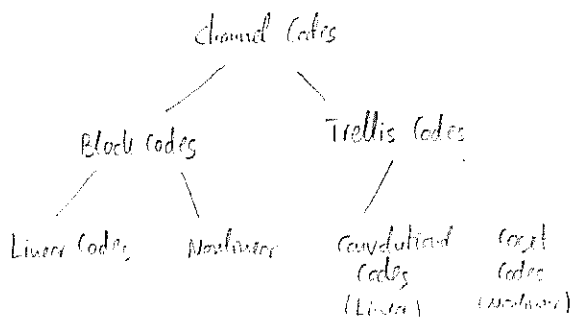 Channel Codes
Block Codes
Trellis Codes
Linear Codes
Nonlinear
Convolutional
Codes
(Linear)
Coset
Codes
(Nonlinear)